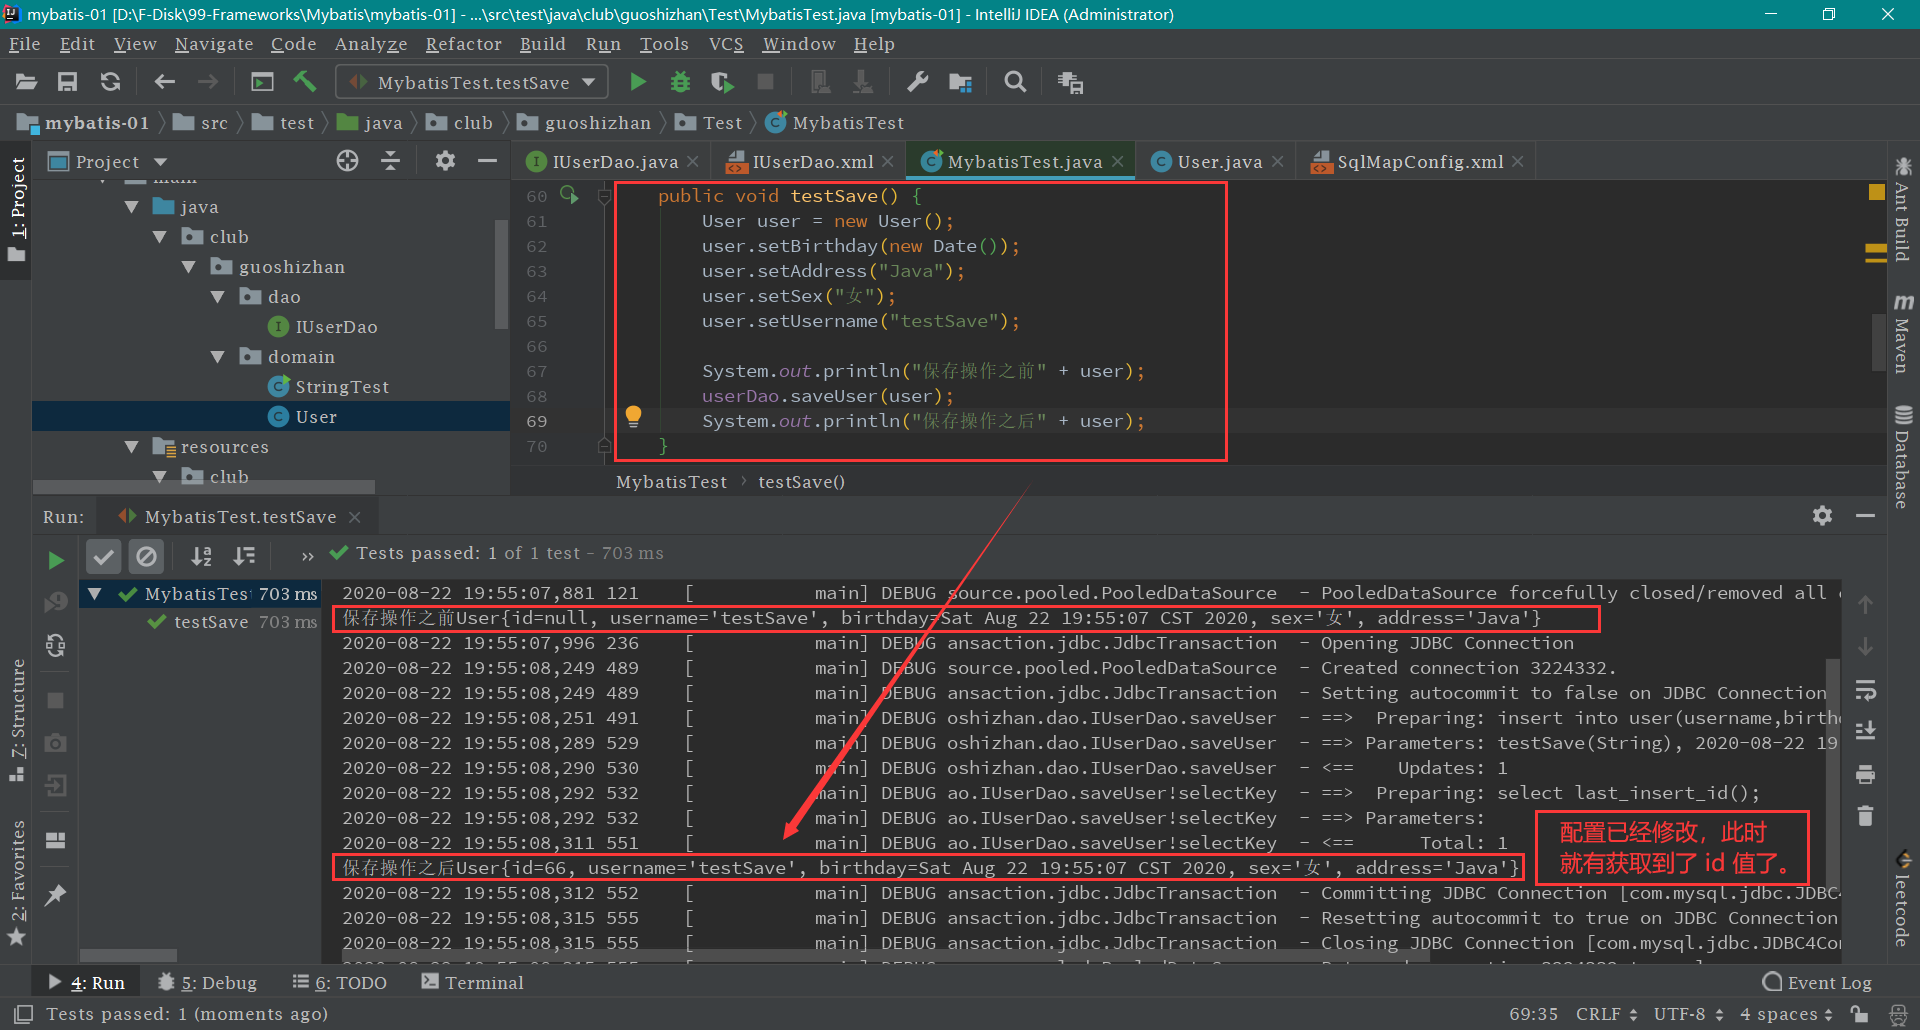 mybatis-01 [D:\F-Disk\99-Frameworks\Mybatis\mybatis-01] - ...\src\test\java\club\guoshizhan\Test\MybatisTest.java [mybatis-01] - IntelliJ IDEA (Administrator)
File Edit View Navigate Code Analyze Refactor Build Run Tools VCS Window Help
MybatisTest.testSave
mybatis-01 src test java club guoshizhan Test MybatisTest
Project
IUserDao.java IUserDao.xml MybatisTest.java User.java SqlMapConfig.xml
1: Project
main
java
club
guoshizhan
dao
IUserDao
domain
StringTest
User
resources
club
60 public void testSave() {
61 User user = new User();
62 user.setBirthday(new Date());
63 user.setAddress("Java");
64 user.setSex("女");
65 user.setUsername("testSave");
66
67 System.out.println("保存操作之前" + user);
68 userDao.saveUser(user);
69 System.out.println("保存操作之后" + user);
70 }
MybatisTest › testSave()
Ant Build
Maven
Database
leetcode
Run: MybatisTest.testSave
» Tests passed: 1 of 1 test – 703 ms
MybatisTes 703 ms
testSave 703 ms
2020-08-22 19:55:07,881 121 [ main] DEBUG source.pooled.PooledDataSource - PooledDataSource forcefully closed/removed all
保存操作之前User{id=null, username='testSave', birthday=Sat Aug 22 19:55:07 CST 2020, sex='女', address='Java'}
2020-08-22 19:55:07,996 236 [ main] DEBUG ansaction.jdbc.JdbcTransaction - Opening JDBC Connection
2020-08-22 19:55:08,249 489 [ main] DEBUG source.pooled.PooledDataSource - Created connection 3224332.
2020-08-22 19:55:08,249 489 [ main] DEBUG ansaction.jdbc.JdbcTransaction - Setting autocommit to false on JDBC Connection
2020-08-22 19:55:08,251 491 [ main] DEBUG oshizhan.dao.IUserDao.saveUser - ==> Preparing: insert into user(username,birth
2020-08-22 19:55:08,289 529 [ main] DEBUG oshizhan.dao.IUserDao.saveUser - ==> Parameters: testSave(String), 2020-08-22 19
2020-08-22 19:55:08,290 530 [ main] DEBUG oshizhan.dao.IUserDao.saveUser - <== Updates: 1
2020-08-22 19:55:08,292 532 [ main] DEBUG ao.IUserDao.saveUser!selectKey - ==> Preparing: select last_insert_id();
2020-08-22 19:55:08,292 532 [ main] DEBUG ao.IUserDao.saveUser!selectKey - ==> Parameters:
2020-08-22 19:55:08,311 551 [ main] DEBUG ao.IUserDao.saveUser!selectKey - <== Total: 1
保存操作之后User{id=66, username='testSave', birthday=Sat Aug 22 19:55:07 CST 2020, sex='女', address='Java'}
配置已经修改，此时
就有获取到了 id 值了。
2020-08-22 19:55:08,312 552 [ main] DEBUG ansaction.jdbc.JdbcTransaction - Committing JDBC Connection [com.mysql.jdbc.JDBC4
2020-08-22 19:55:08,315 555 [ main] DEBUG ansaction.jdbc.JdbcTransaction - Resetting autocommit to true on JDBC Connection
2020-08-22 19:55:08,315 555 [ main] DEBUG ansaction.jdbc.JdbcTransaction - Closing JDBC Connection [com.mysql.jdbc.JDBC4Con
7: Structure
2: Favorites
4: Run 5: Debug 6: TODO Terminal Event Log
Tests passed: 1 (moments ago) 69:35 CRLF UTF-8 4 spaces